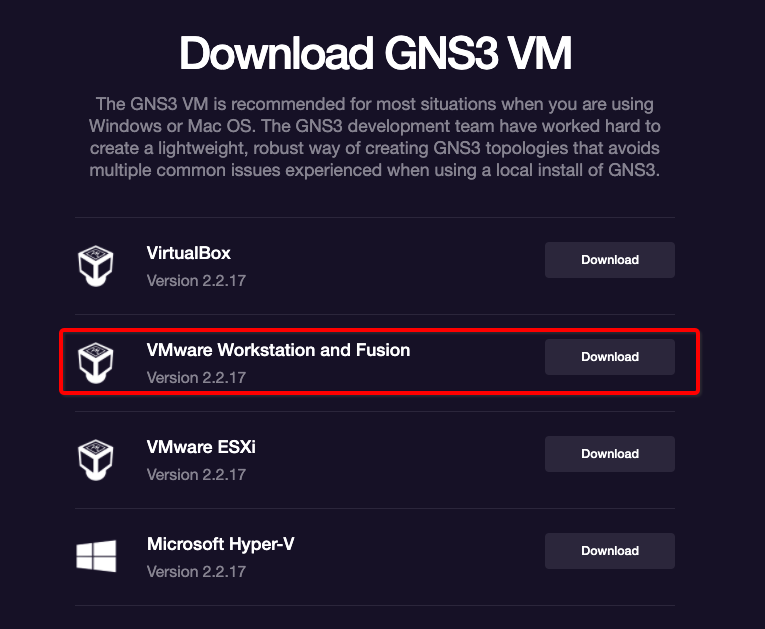 Download GNS3 VM
The GNS3 VM is recommended for most situations when you are using
Windows or Mac OS. The GNS3 development team have worked hard to
create a lightweight, robust way of creating GNS3 topologies that avoids
multiple common issues experienced when using a local install of GNS3.
VirtualBox
Version 2.2.17
Download
VMware Workstation and Fusion
Version 2.2.17
Download
VMware ESXi
Version 2.2.17
Download
Microsoft Hyper-V
Version 2.2.17
Download